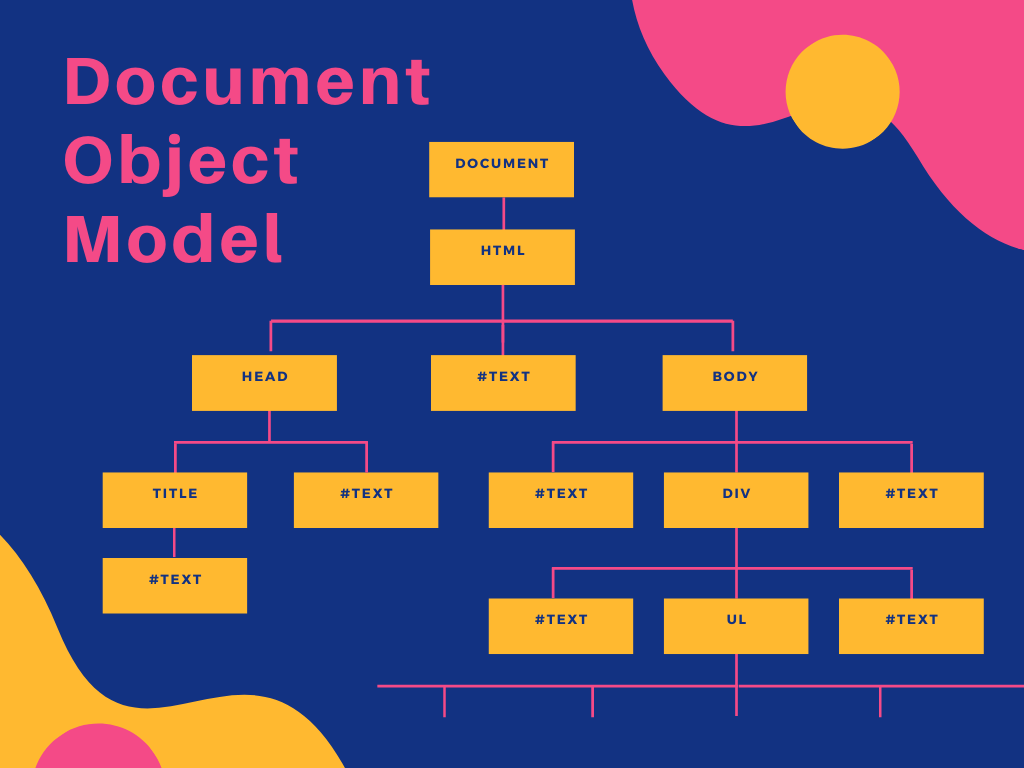 Document
Object
Model
DOCUMENT
HTML
HEAD
#TEXT
BODY
TITLE
#TEXT
#TEXT
DIV
#TEXT
#TEXT
#TEXT
UL
#TEXT